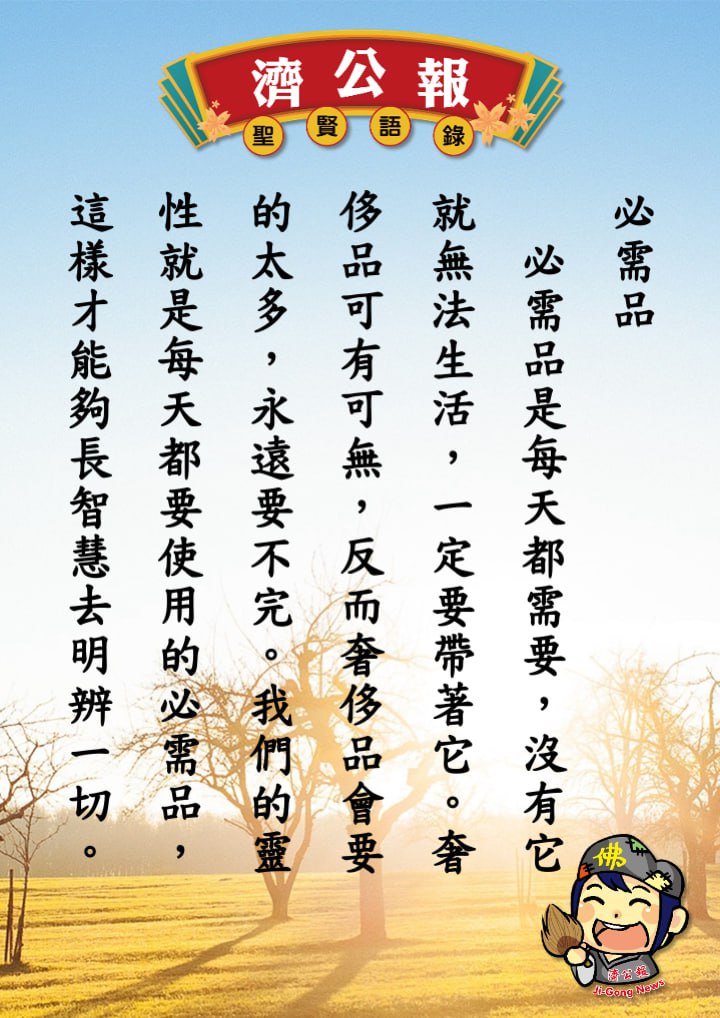 濟公報
聖賢語錄
必需品
必需品是每天都需要，沒有它
就無法生活，一定要帶著它。奢
侈品可有可無，反而奢侈品會要
的太多，永遠要不完。我們的靈
性就是每天都要使用的必需品，
這樣才能夠長智慧去明辨一切。
佛
濟公報
Ji-Gong News